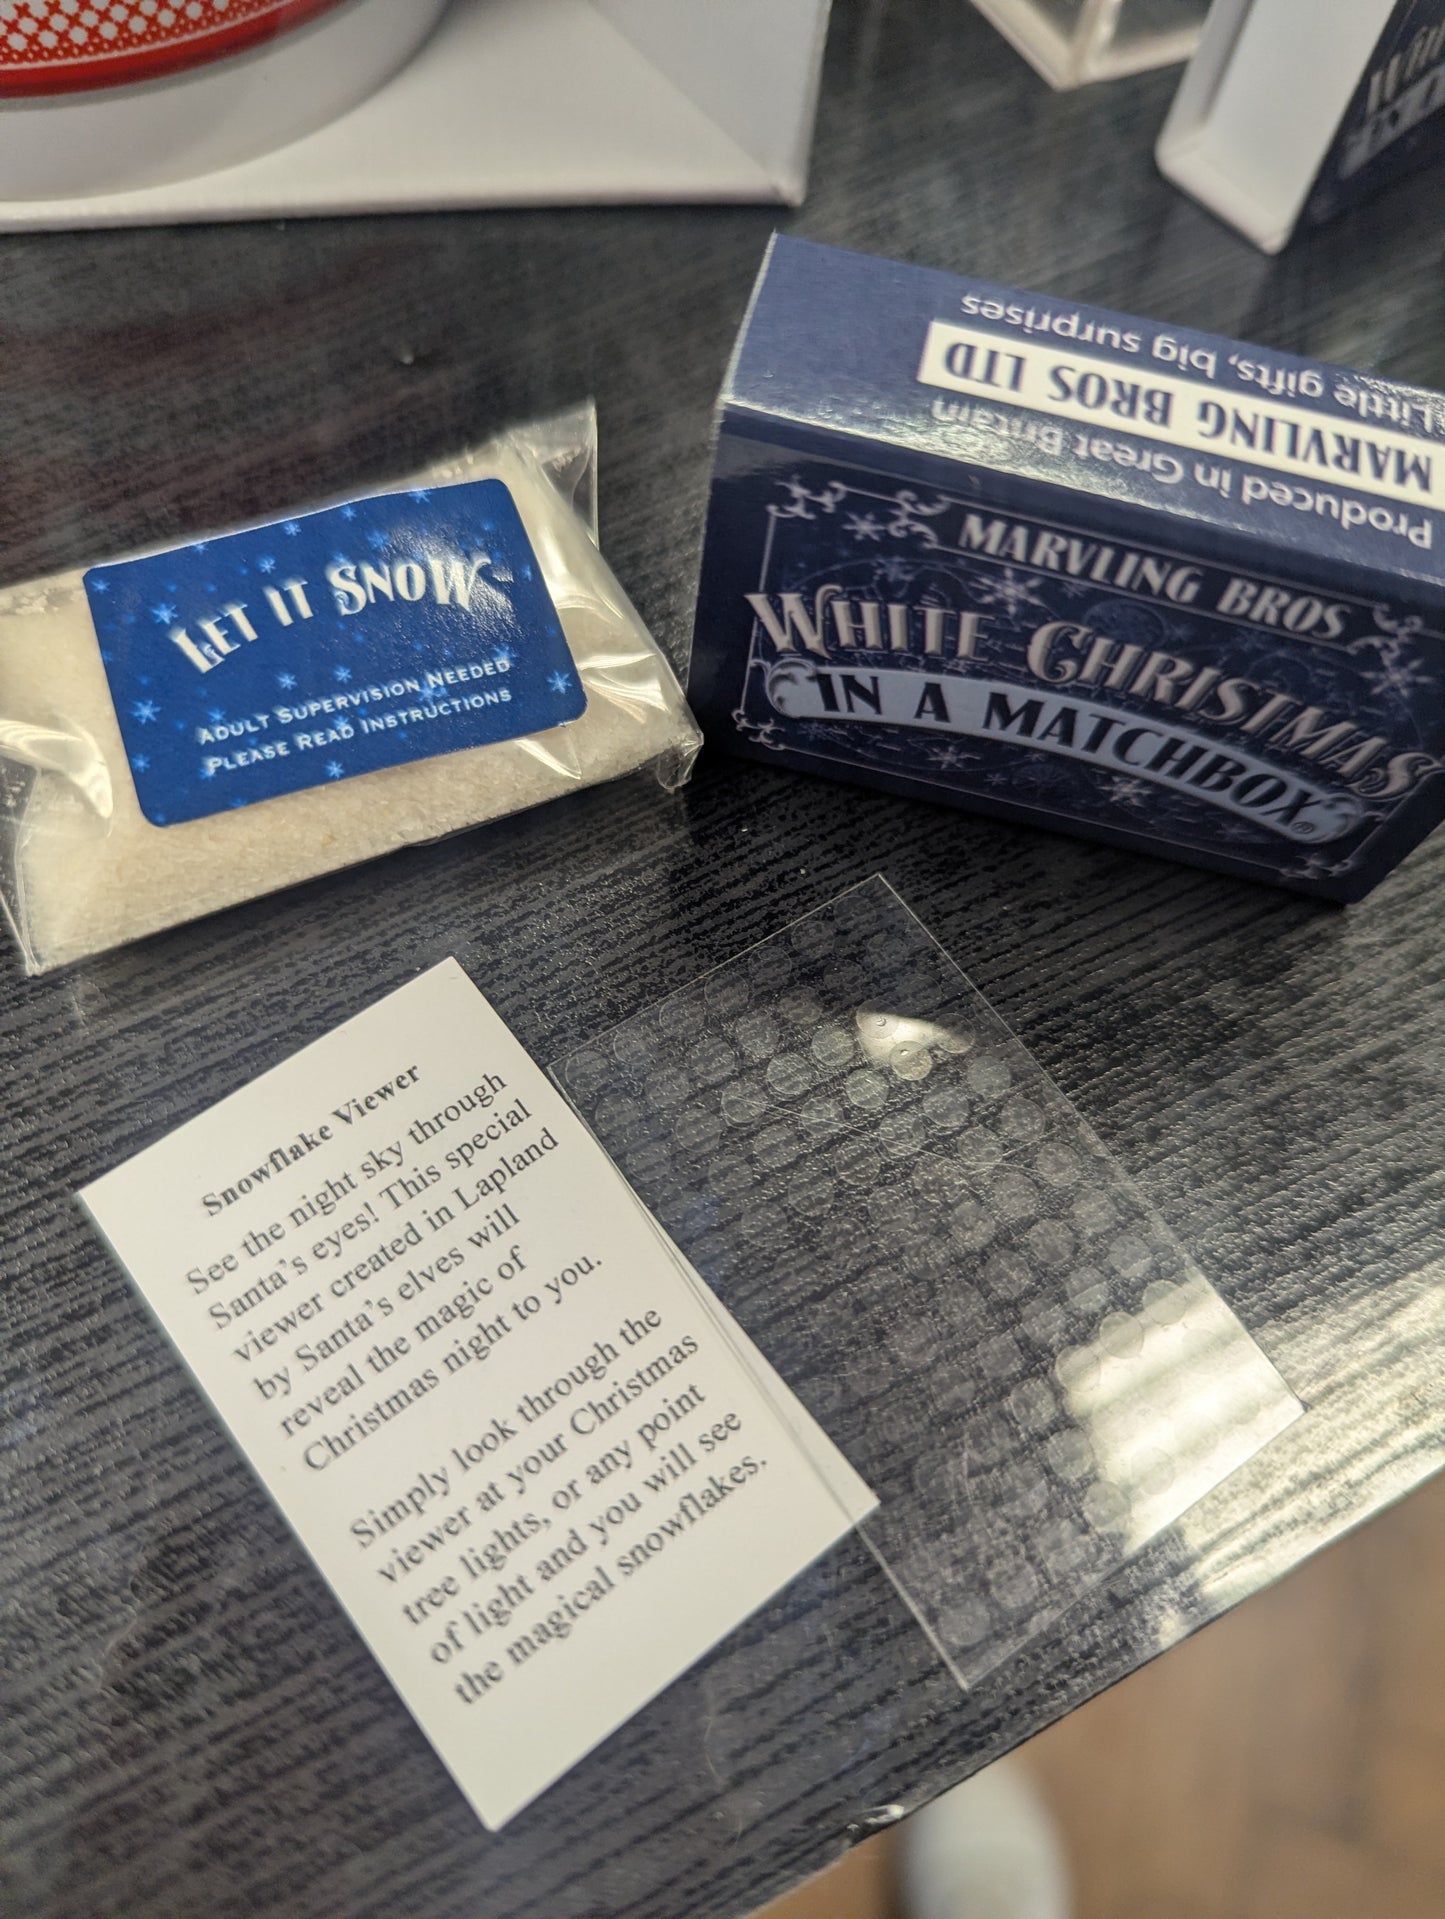 LET IT SNOW
ADULT SUPERVISION NEEDED
PLEASE READ INSTRUCTIONS
Produced in Great Britain
MARVLING BROS LTD
Little gifts, big surprises
MARVLING BROS
WHITE CHRISTMAS
IN A MATCHBOX®
Snowflake Viewer
See the night sky through
Santa's eyes! This special
viewer created in Lapland
by Santa's elves will
reveal the magic of
Christmas night to you.
Simply look through the
viewer at your Christmas
tree lights, or any point
of light and you will see
the magical snowflakes.